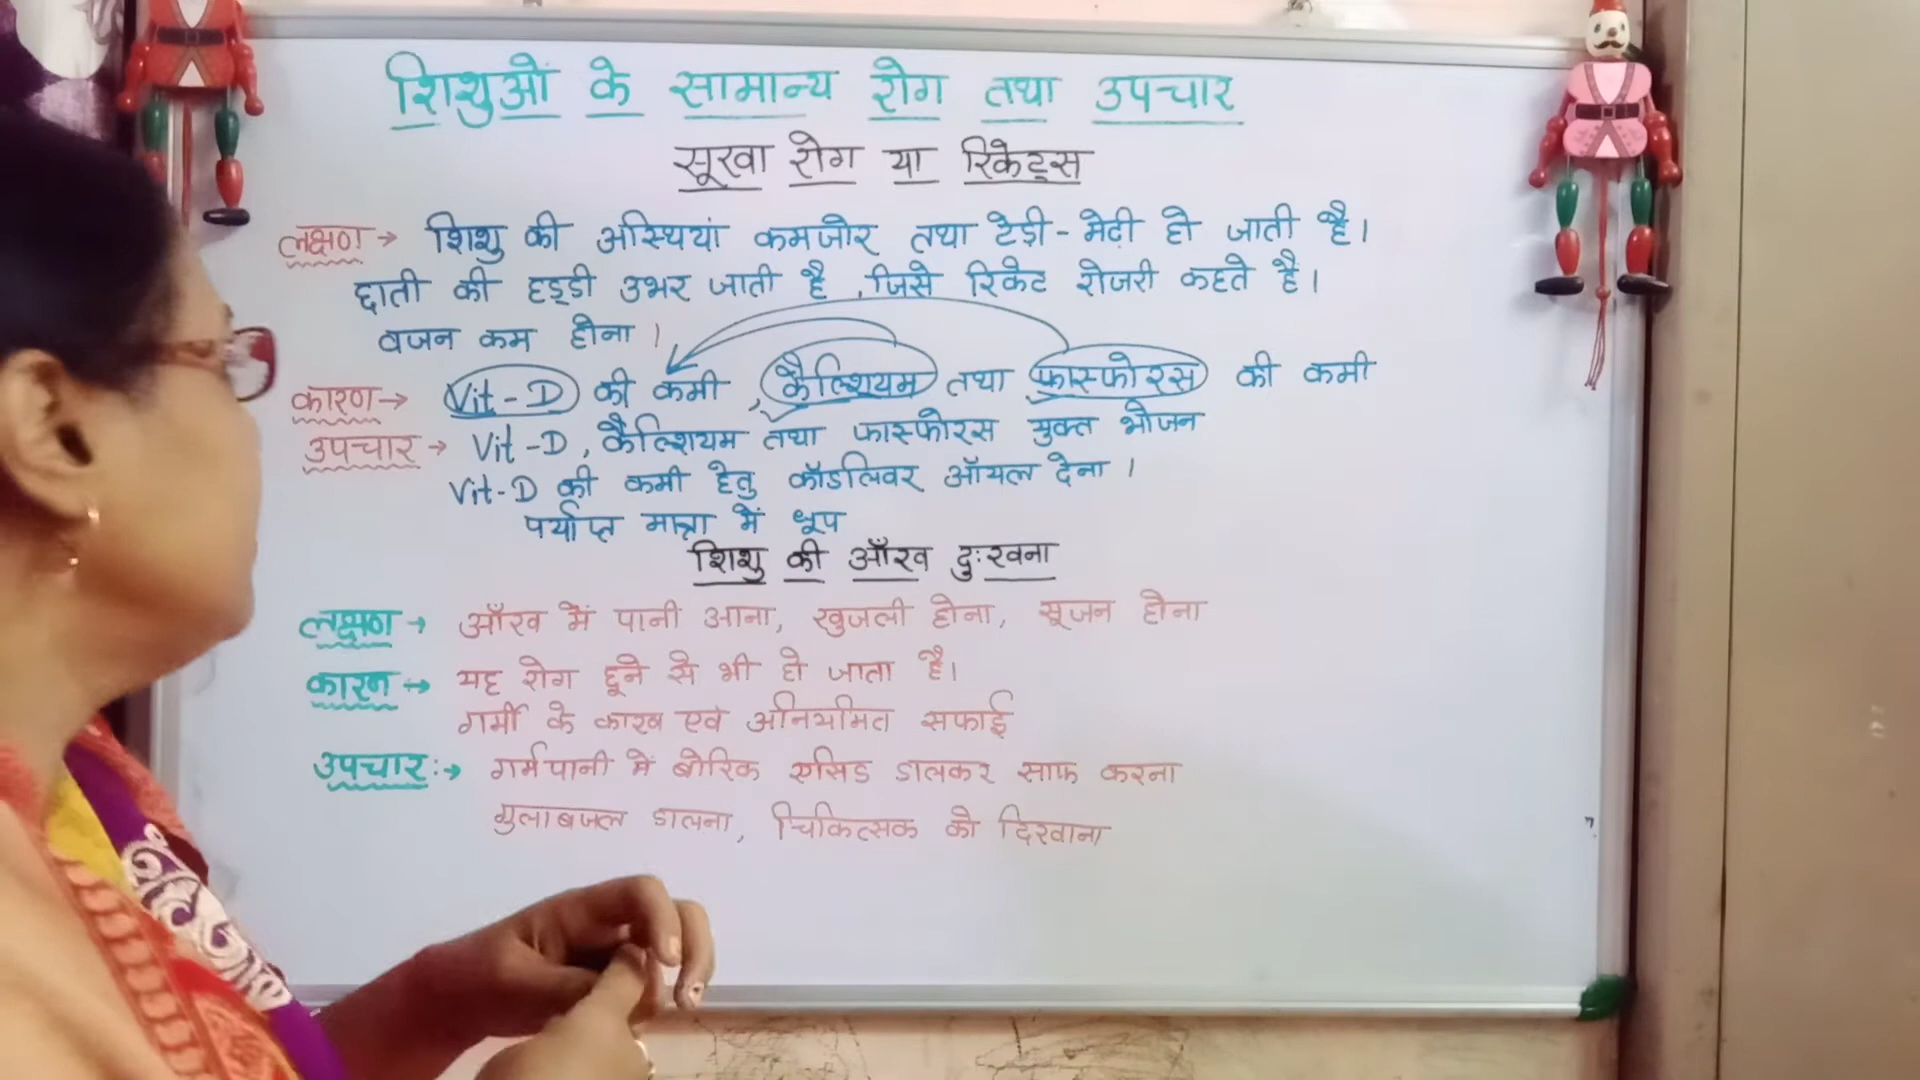 शिशुओं के सामान्य रोग तथा उपचार
सूखा रोग या रिकेट्स
लक्षण → शिशु की अस्थियां कमजोर तथा टेड़ी-मेढ़ी हो जाती है।
छाती की हड्डी उभर जाती है, जिसे रिकेट रोजरी कहते है।
वजन कम होना।
कारण → Vit-D की कमी, कैल्शियम तथा फास्फोरस की कमी
उपचार → Vit-D, कैल्शियम तथा फास्फोरस युक्त भोजन
Vit-D की कमी हेतु कॉडलिवर ऑयल देना।
पर्याप्त मात्रा में धूप
शिशु की आँख दुःखना
लक्षण → आँख में पानी आना, खुजली होना, सूजन होना
कारन → यह रोग छूने से भी हो जाता है।
गर्मी के कारण एवं अनियमित सफाई
उपचार :→ गर्म पानी में बोरिक एसिड डालकर साफ करना
गुलाबजल डालना, चिकित्सक को दिखाना